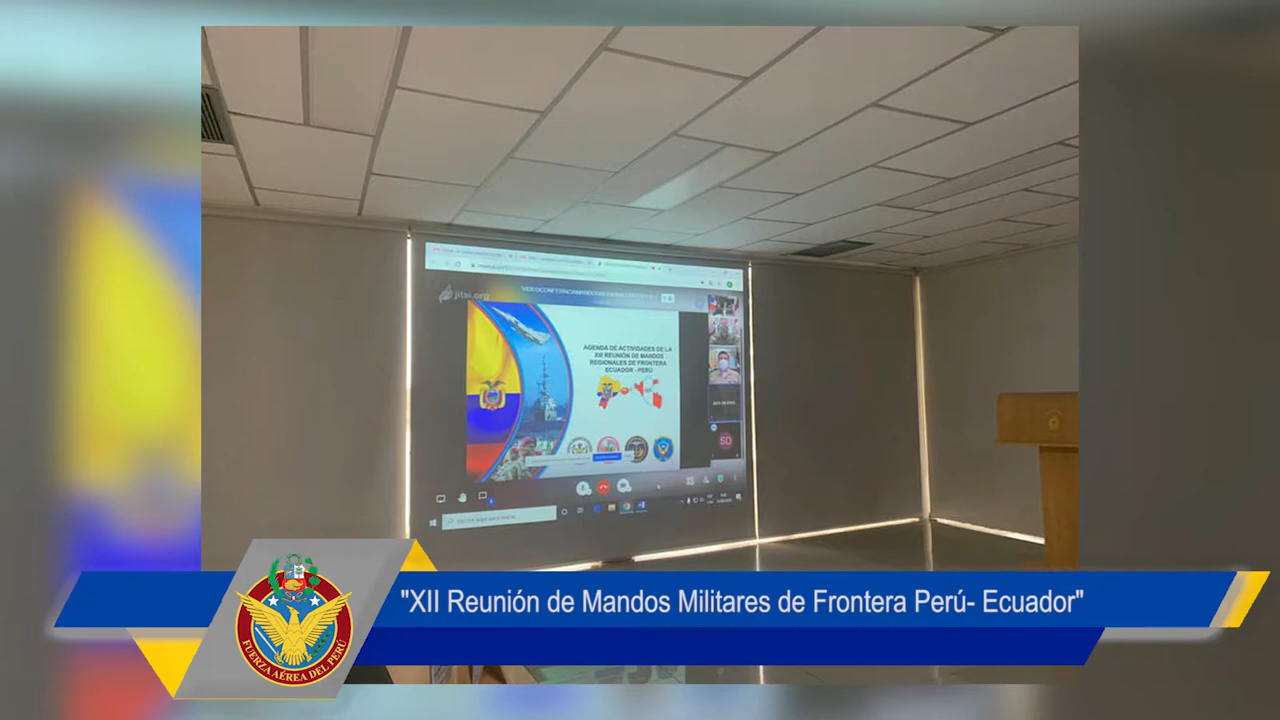 jitsi.org
AGENDA DE ACTIVIDADES DE LA
XII REUNIÓN DE MANDOS
REGIONALES DE FRONTERA
ECUADOR - PERÚ
SD
"XII Reunión de Mandos Militares de Frontera Perú- Ecuador"
FUERZA AÉREA DEL PERÚ